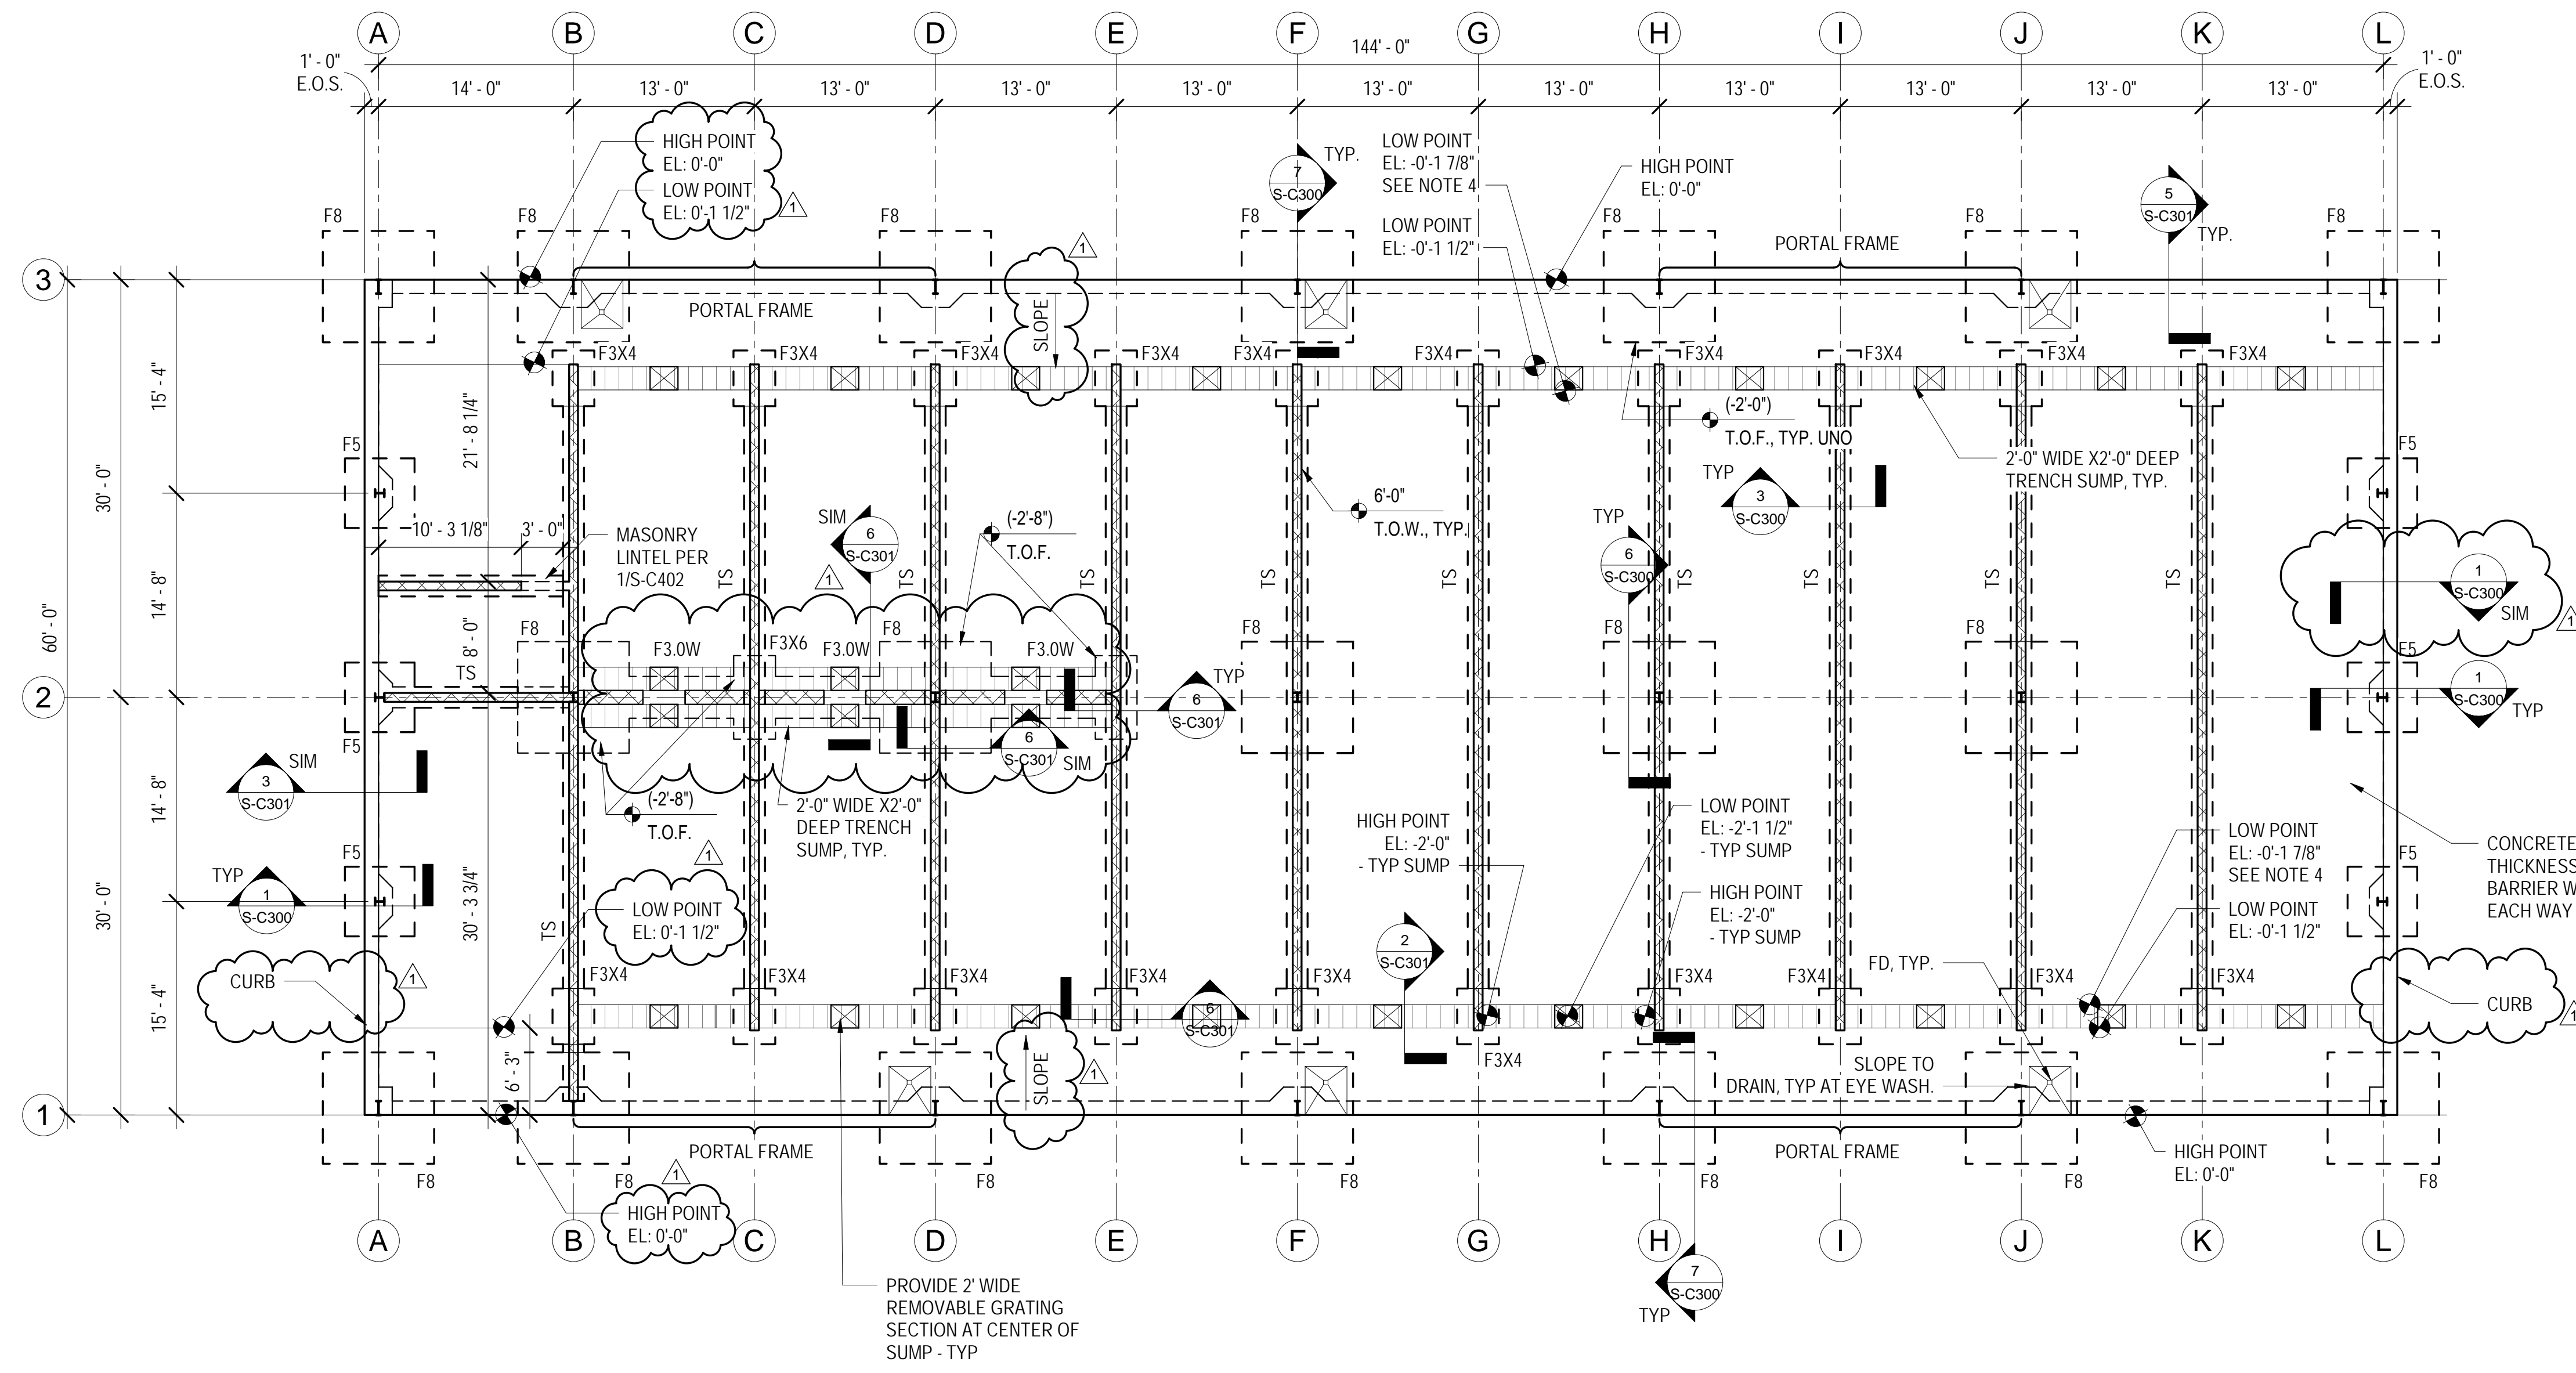 A B C D E F G H I J K L
144' - 0"
1' - 0"
E.O.S.
14' - 0" 13' - 0" 13' - 0" 13' - 0" 13' - 0" 13' - 0" 13' - 0" 13' - 0" 13' - 0" 13' - 0" 13' - 0"
1' - 0"
E.O.S.
HIGH POINT
EL: 0'-0"
LOW POINT
EL: 0'-1 1/2"
1
7
S-C300
TYP.
LOW POINT
EL: -0'-1 7/8"
SEE NOTE 4
LOW POINT
EL: -0'-1 1/2"
HIGH POINT
EL: 0'-0"
5
S-C301
TYP.
F8 F8 F8 F8 F8 F8 F8
1
SLOPE
PORTAL FRAME
PORTAL FRAME
3
F3X4 F3X4 F3X4 F3X4 F3X4 F3X4 F3X4 F3X4 F3X4 F3X4
15' - 4"
21' - 8 1/4"
30' - 0"
60' - 0"
(-2'-0")
T.O.F., TYP. UNO
2'-0" WIDE X2'-0" DEEP
TRENCH SUMP, TYP.
F5
F5
6'-0"
T.O.W., TYP.
TYP
3
S-C300
10' - 3 1/8" 3' - 0"
MASONRY
LINTEL PER
1/S-C402
SIM
6
S-C301
(-2'-8")
T.O.F.
TYP
6
S-C300
1
S-C300
SIM
1
1
14' - 8"
8' - 0"
TS TS TS TS TS TS TS TS TS
TS
F8 F3.0W F3X6 F3.0W F8 F3.0W F8 F8 F8
F5
2
TYP
6
S-C301
6
S-C301
SIM
1
S-C300
TYP
F5
SIM
3
S-C301
14' - 8"
(-2'-8")
T.O.F.
2'-0" WIDE X2'-0"
DEEP TRENCH
SUMP, TYP.
HIGH POINT
EL: -2'-0"
- TYP SUMP
LOW POINT
EL: -2'-1 1/2"
- TYP SUMP
HIGH POINT
EL: -2'-0"
- TYP SUMP
LOW POINT
EL: -0'-1 7/8"
SEE NOTE 4
LOW POINT
EL: -0'-1 1/2"
CONCRETE
THICKNESS
BARRIER W
EACH WAY
F5
F5
TYP
1
S-C300
30' - 0"
30' - 3 3/4"
TS
1
LOW POINT
EL: 0'-1 1/2"
2
S-C301
FD, TYP.
CURB
1
CURB
1
F3X4 F3X4 F3X4 F3X4 F3X4 F3X4 F3X4 F3X4 F3X4
15' - 4"
6' - 3"
6
S-C301
SLOPE
1
F3X4
SLOPE TO
DRAIN, TYP AT EYE WASH.
1
PORTAL FRAME
PORTAL FRAME
HIGH POINT
EL: 0'-0"
F8 F8 F8 F8 F8 F8 F8
1
HIGH POINT
EL: 0'-0"
A B C D E F G H I J K L
7
S-C300
TYP
PROVIDE 2' WIDE
REMOVABLE GRATING
SECTION AT CENTER OF
SUMP - TYP